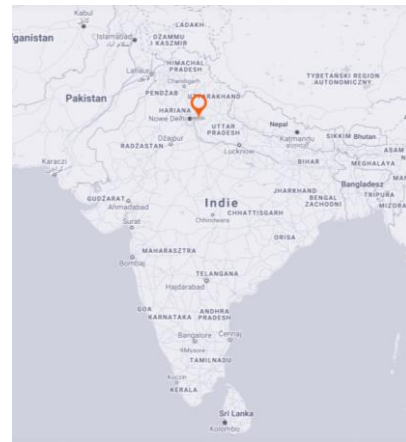 Kabul
LADAKH
Islamabad
DŻAMMU
I KASZMIR
ganistan
HIMACHAL
PRADESH
Lahaur
Chandigarh
TYBETAŃSKI REGION
AUTONOMICZNY
PENDŻAB
UTTARAKHAND
Pakistan
HARIANA
Nowe Delhi
Nepal
UTTAR
PRADESH
Katmandu
SIKKIM Bhutan
Dżajpur
RADŻASTAN
Lucknow
ASAM
Karaczi
BIHAR
MEGHALAYA
Bangladesz
JHARKHAND
GUDŻARAT
Ahmadabad
Indie
BENGAL
ZACHODNI
TRIPURA
MIZORA
Chhindwara
CHHATTISGARH
Surat
ORISA
MAHARASZTRA
Bombaj
TELANGANA
Hajdarabad
GOA
KARNATAKA
ANDHRA
PRADESH
Bangalore
Ćennaj
Mysore
TAMILNADU
Koczin
KERALA
Sri Lanka
Kolombo